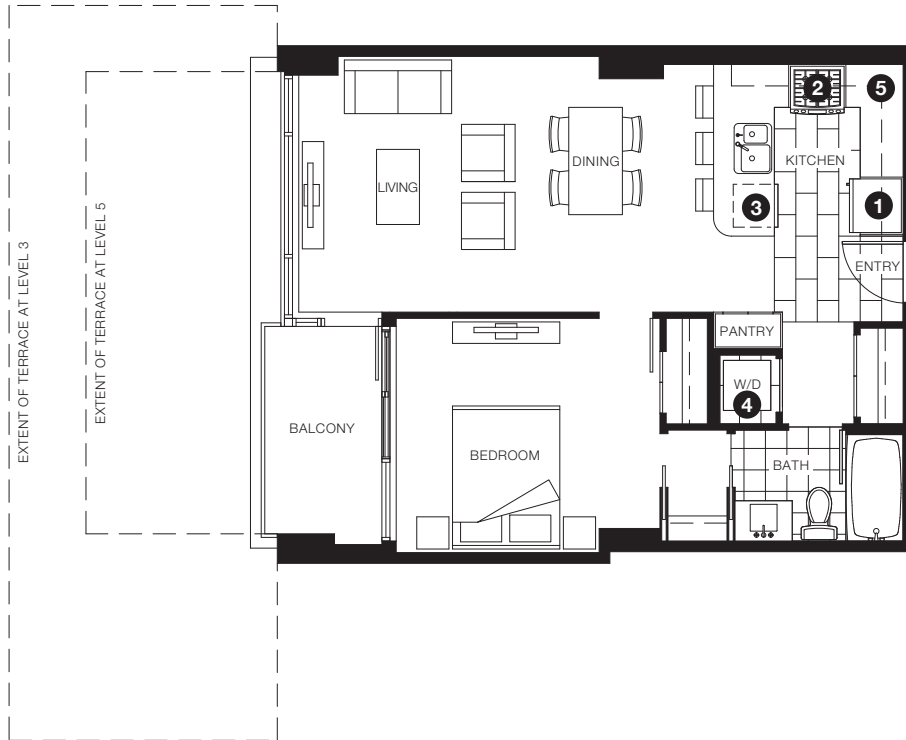 EXTENT OF TERRACE AT LEVEL 3
EXTENT OF TERRACE AT LEVEL 5
2
5
DINING
KITCHEN
LIVING
3
1
ENTRY
PANTRY
W/D
4
BALCONY
BEDROOM
BATH